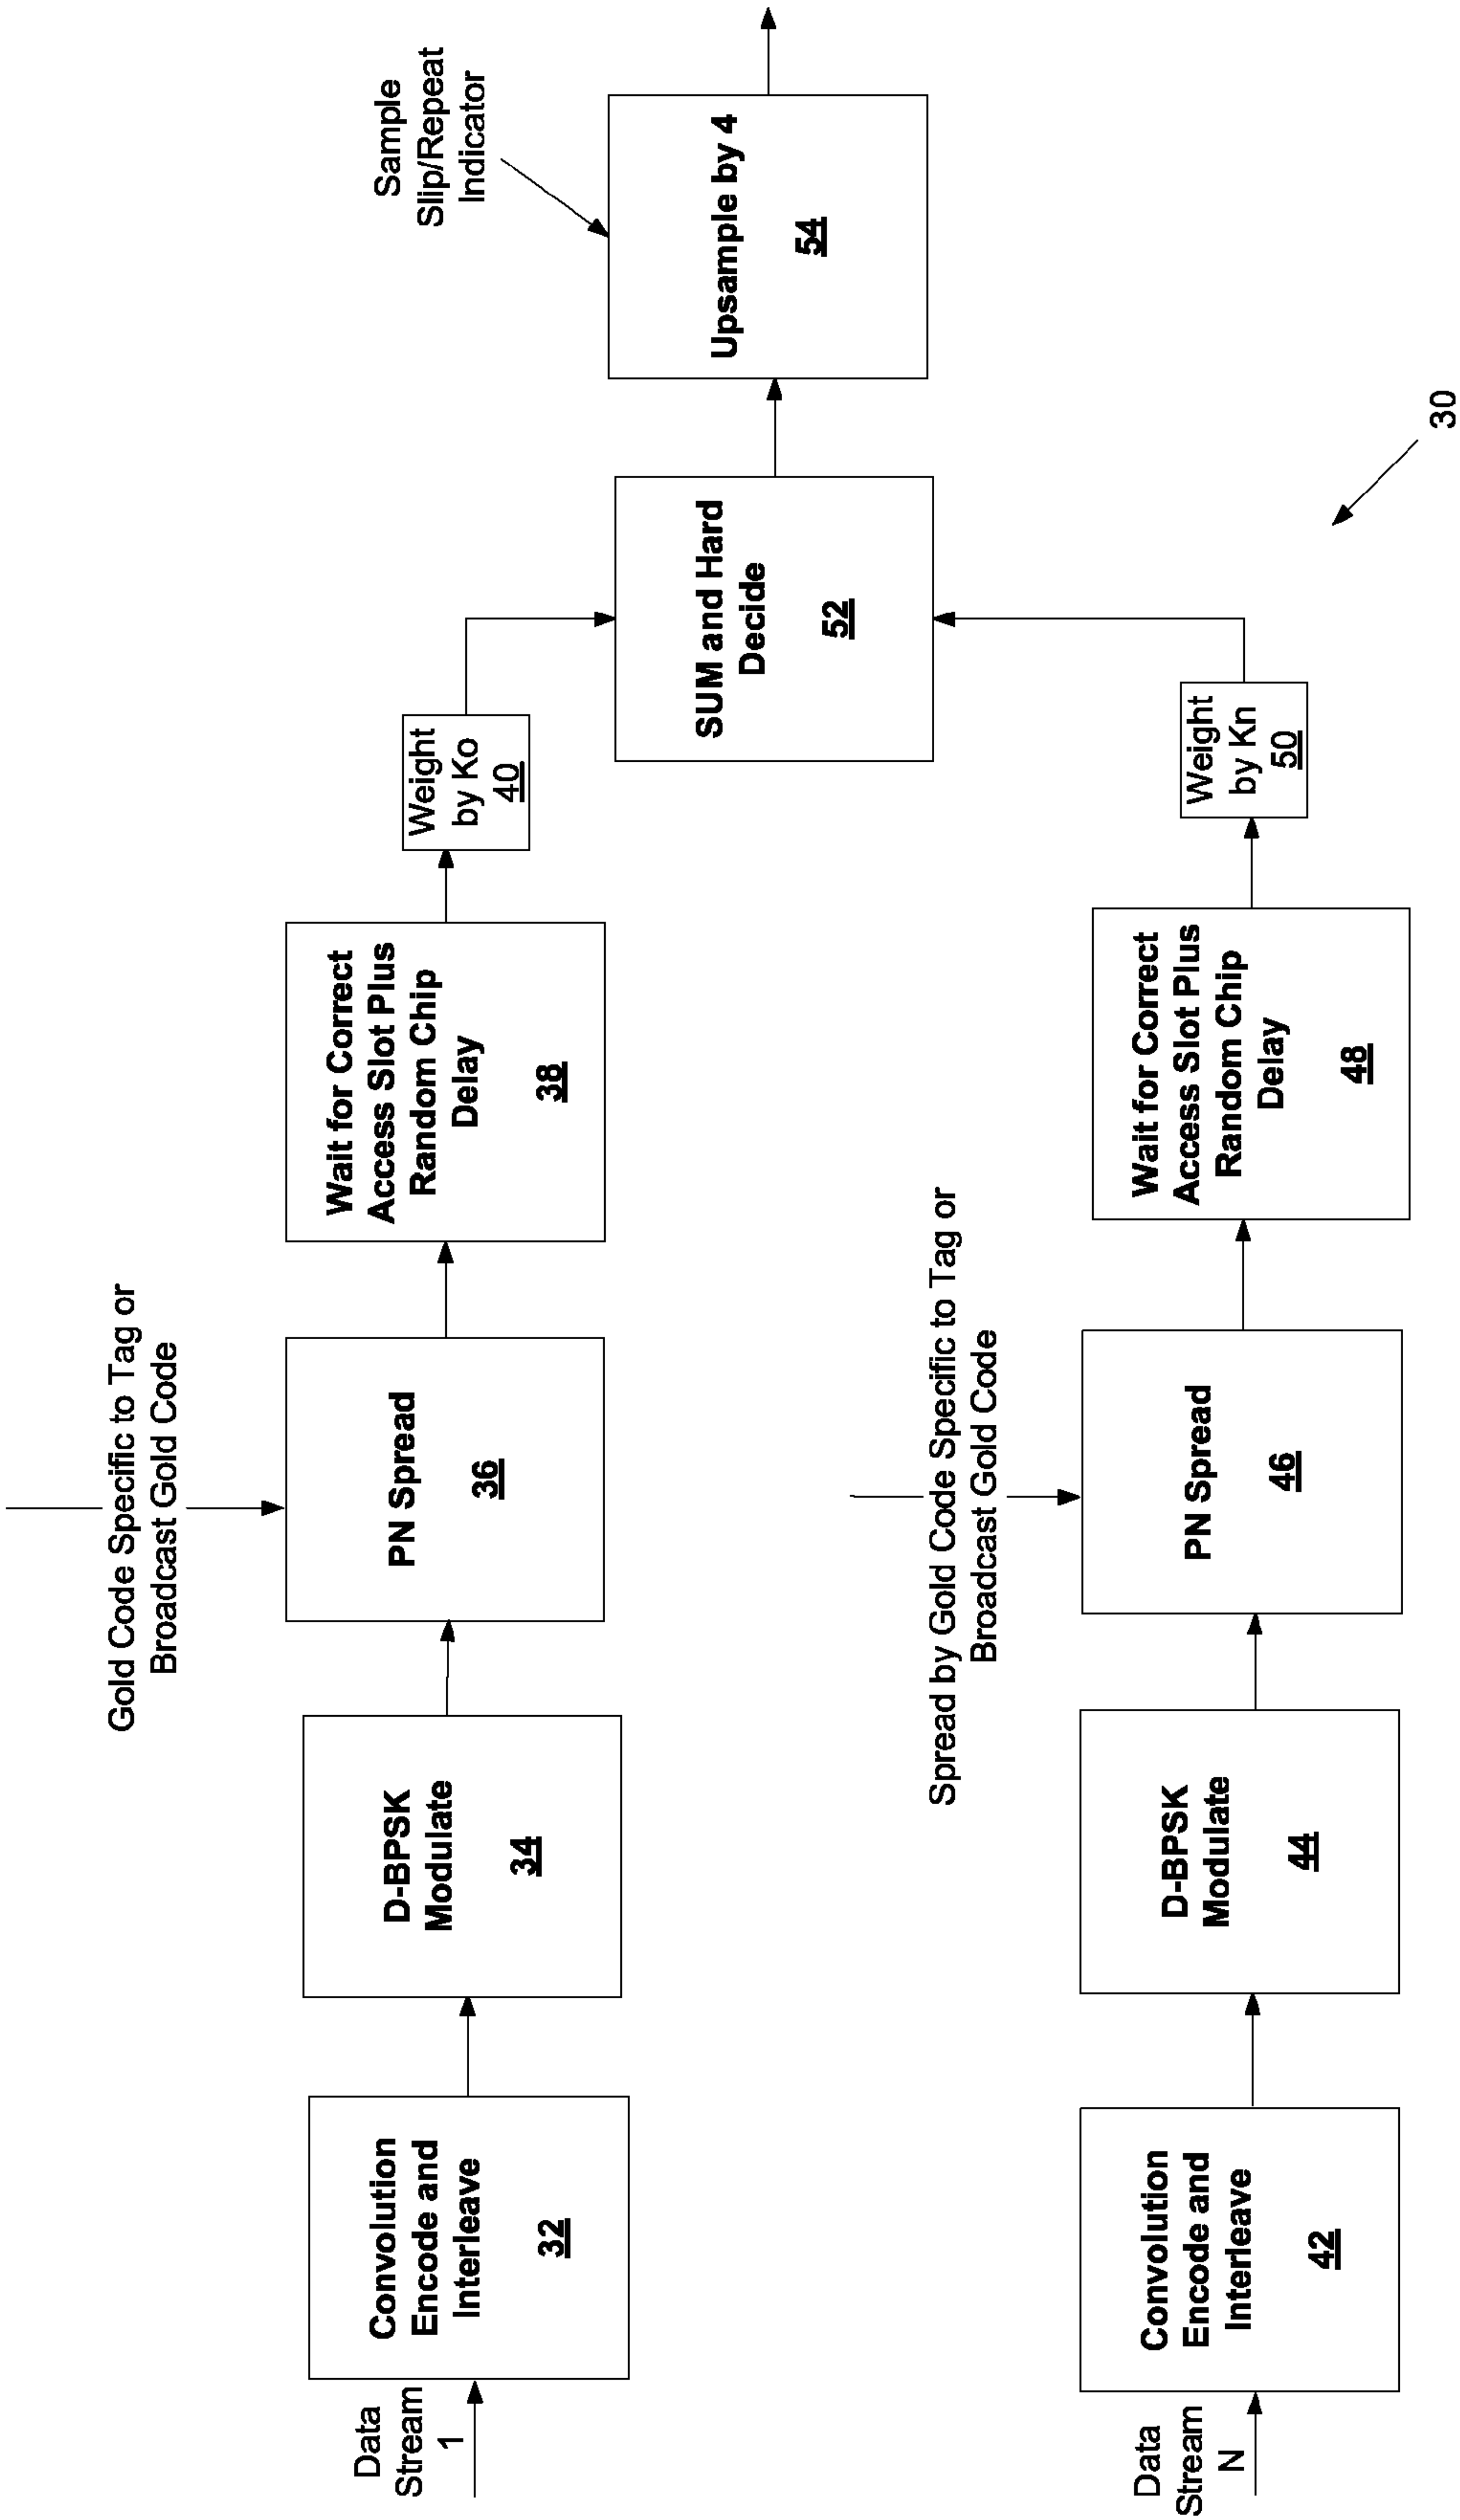 Data
Stream
1
Convolution
Encode and
Interleave
32
D-BPSK
Modulate
34
Gold Code Specific to Tag or
Broadcast Gold Code
PN Spread
36
Wait for Correct
Access Slot Plus
Random Chip
Delay
38
Weight
by Ko
40
SUM and Hard
Decide
52
Sample
Slip/Repeat
Indicator
Upsample by 4
54
Data
Stream
N
Convolution
Encode and
Interleave
42
D-BPSK
Modulate
44
Spread by Gold Code Specific to Tag or
Broadcast Gold Code
PN Spread
46
Wait for Correct
Access Slot Plus
Random Chip
Delay
48
Weight
by Kn
50
30